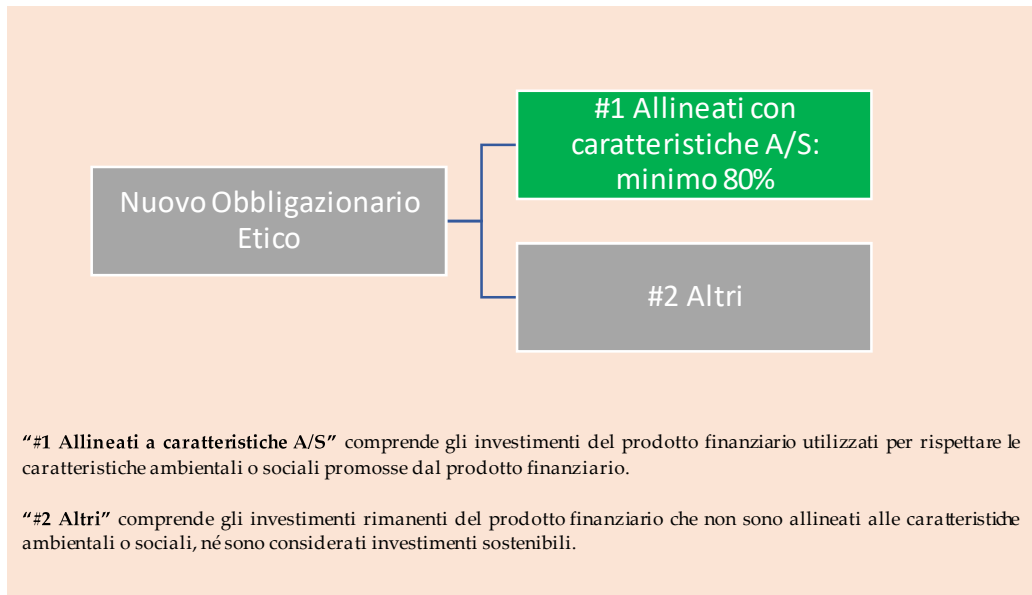 #1 Allineati con
caratteristiche A/S:
minimo 80%
Nuovo Obbligazionario
Etico
#2 Altri
“#1 Allineati a caratteristiche A/S” comprende gli investimenti del prodotto finanziario utilizzati per rispettare le
caratteristiche ambientali o sociali promosse dal prodotto finanziario.
“#2 Altri” comprende gli investimenti rimanenti del prodotto finanziario che non sono allineati alle caratteristiche
ambientali o sociali, né sono considerati investimenti sostenibili.